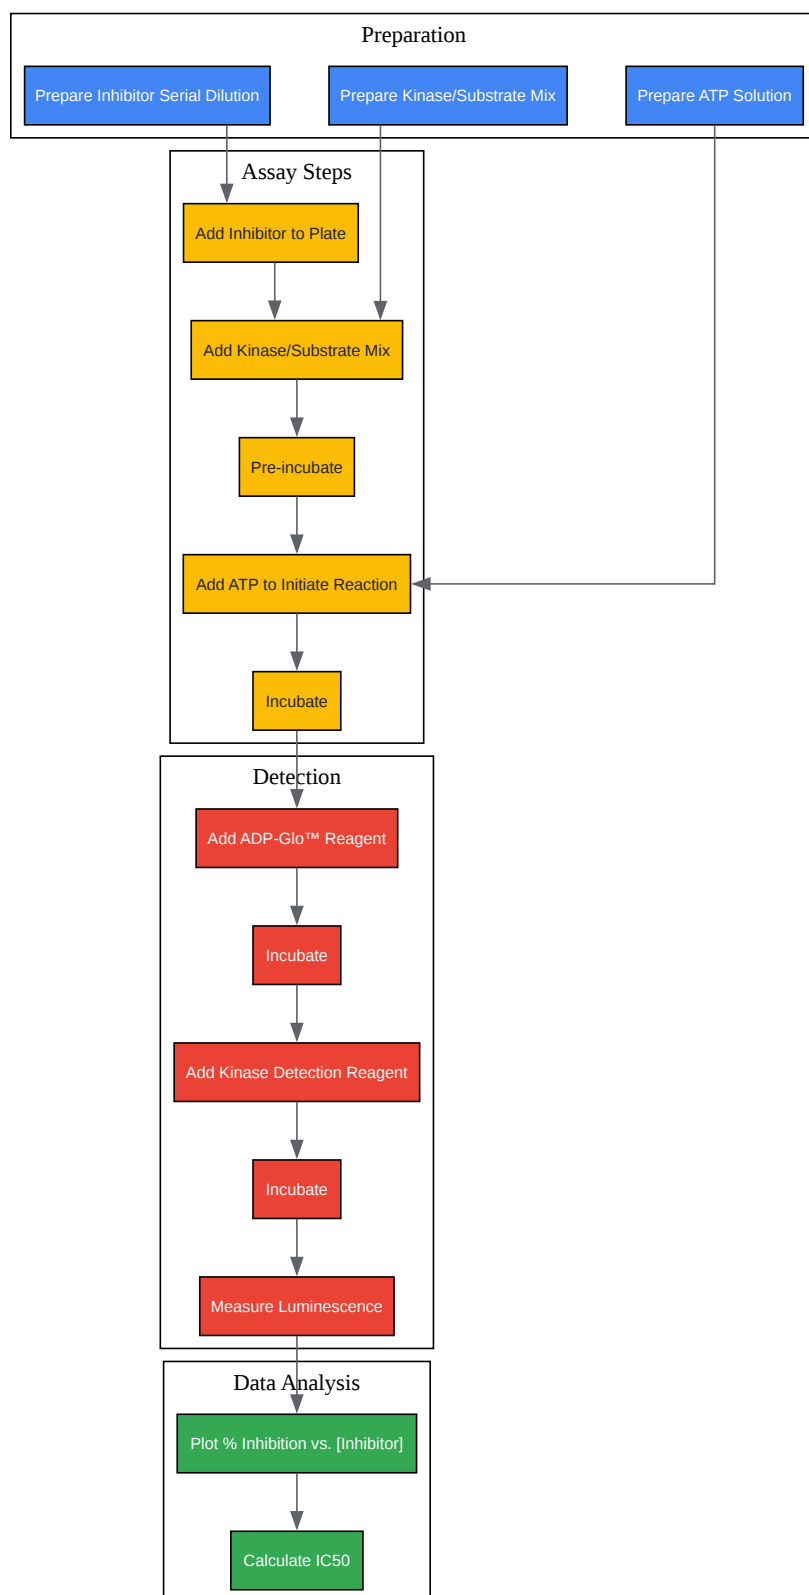 Preparation
Prepare Inhibitor Serial Dilution
Prepare Kinase/Substrate Mix
Prepare ATP Solution
Assay Steps
Add Inhibitor to Plate
Add Kinase/Substrate Mix
Pre-incubate
Add ATP to Initiate Reaction
Incubate
Detection
Add ADP-Glo™ Reagent
Incubate
Add Kinase Detection Reagent
Incubate
Measure Luminescence
Data Analysis
Plot % Inhibition vs. [Inhibitor]
Calculate IC50